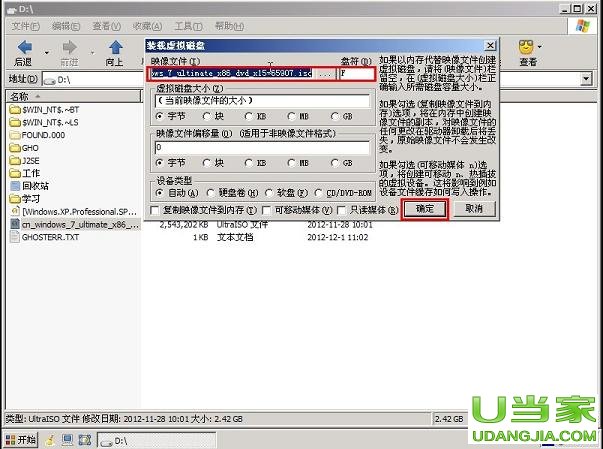 D:\
文件(F) 编辑(E) 查看(V) 收藏(A) 工具(T) 帮助(H)
后退 前进 向上 查看
地址(D) D:\
名称
$WIN_NT$.~BT
$WIN_NT$.~LS
FOUND.000
GHO
J2SE
工作
回收站
学习
[Windows.XP.Professional.SP...
cn_windows_7_ultimate_x86_... 2,543,202 KB UltraISO 文件 2012-11-28 10:01
GHOSTERR.TXT 1 KB 文本文档 2012-12-1 11:02
装载虚拟磁盘
映像文件(I) 盘符(D)
ows_7_ultimate_x86_dvd_x15-65907.iso ... F
虚拟磁盘大小(Z)
(当前映像文件的大小)
字节 块 KB MB GB
映像文件偏移量(U) (适用于非映像文件格式)
0
字节 块 KB MB GB
设备类型
自动(A) 硬盘卷(H) 软盘(F) CD/DVD-ROM
复制映像文件到内存(T) 可移动媒体(V) 只读媒体(R)
如果以内存代替映像文件创建
虚拟磁盘，请将(映像文件)栏
留空，在(虚拟磁盘大小)栏正
确输入所需磁盘容量大小。
如果勾选(复制映像文件到内
存)选项，将在内存中创建映
像文件的副本，对映像文件的
任何更改在驱动器卸载后将丢
失，原始映像文件不会发生改
变。
如果勾选(可移动媒体 n)选
项，将创建可移动 n、热插拔
的虚拟设备。这将影响到例如
设备文件缓存如何写入操作。
确定 取消
类型: UltraISO 文件 修改日期: 2012-11-28 10:01 大小: 2.42 GB 2.42 GB
开始 D:\
U当家
UDANGJIA.COM